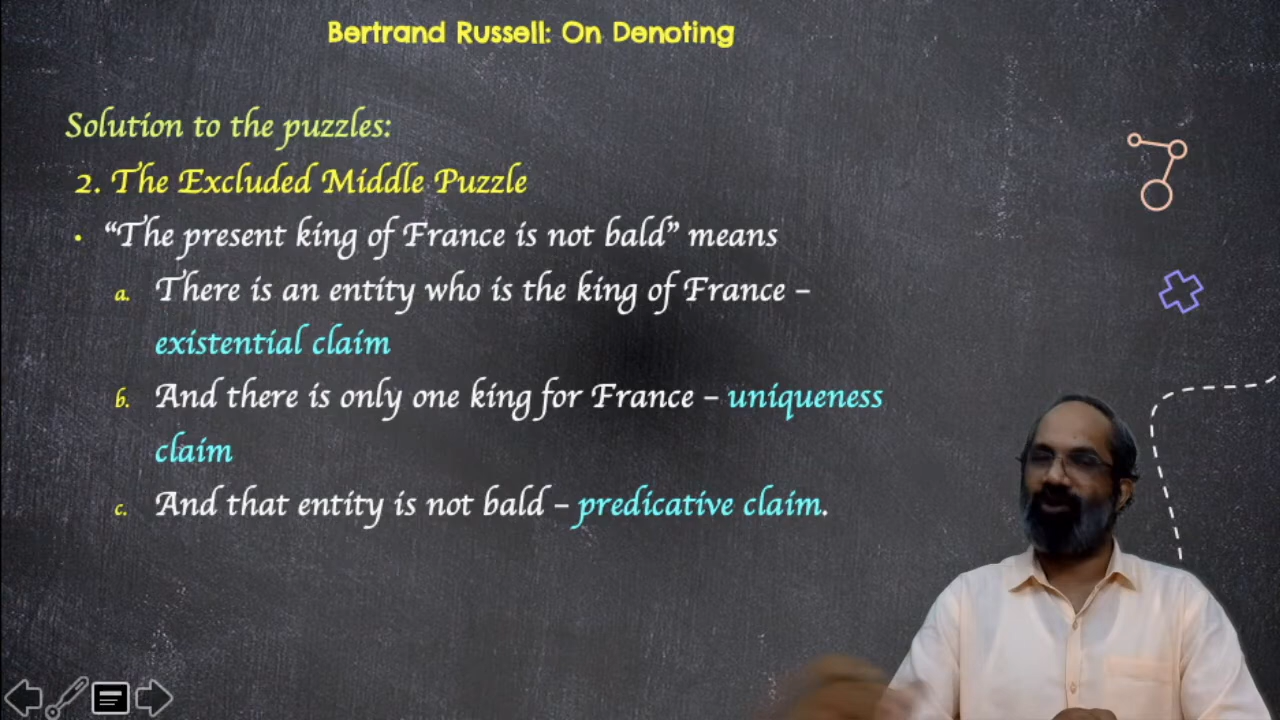 Bertrand Russell: On Denoting
Solution to the puzzles:
2. The Excluded Middle Puzzle
• “The present king of France is not bald” means
a. There is an entity who is the king of France –
existential claim
b. And there is only one king for France – uniqueness
claim
c. And that entity is not bald – predicative claim.